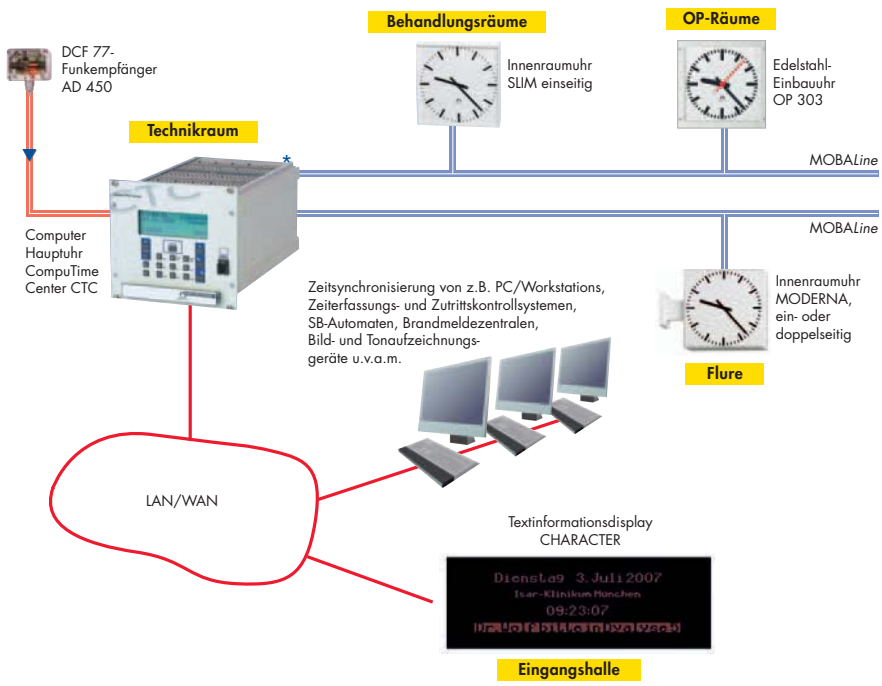 Behandlungsräume
OP-Räume
DCF 77-
Funkempfänger
AD 450
Innenraumuhr
SLIM einseitig
Edelstahl-
Einbauuhr
OP 303
Technikraum
*
MOBALine
MOBALine
Computer
Hauptuhr
CompuTime
Center CTC
Zeitsynchronisierung von z.B. PC/Workstations,
Zeiterfassungs- und Zutrittskontrollsystemen,
SB-Automaten, Brandmeldezentralen,
Bild- und Tonaufzeichnungs-
geräte u.v.a.m.
Innenraumuhr
MODERNA,
ein- oder
doppelseitig
Flure
LAN/WAN
Textinformationsdisplay
CHARACTER
Dienstag 3.Juli2007
Isar-Klinikum München
09:23:07
Eingangshalle